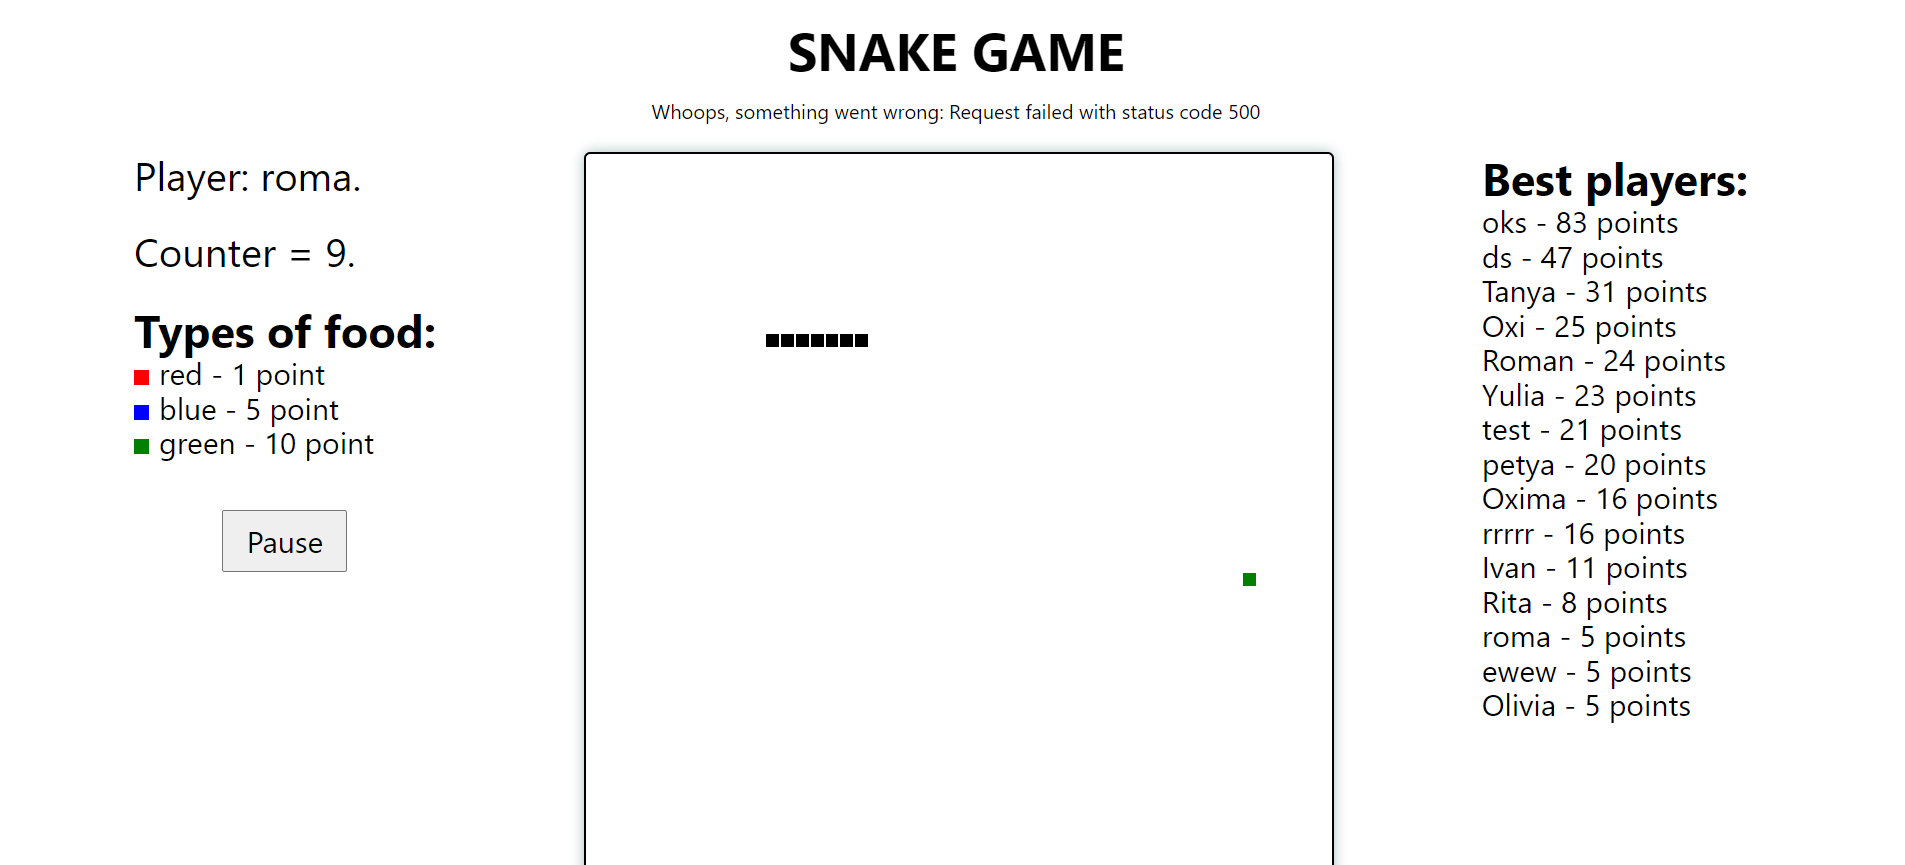 SNAKE GAME
Whoops, something went wrong: Request failed with status code 500
Player: roma.
Counter = 9.
Types of food:
red - 1 point
blue - 5 point
green - 10 point
Pause
Best players:
oks - 83 points
ds - 47 points
Tanya - 31 points
Oxi - 25 points
Roman - 24 points
Yulia - 23 points
test - 21 points
petya - 20 points
Oxima - 16 points
rrrrr - 16 points
Ivan - 11 points
Rita - 8 points
roma - 5 points
ewew - 5 points
Olivia - 5 points